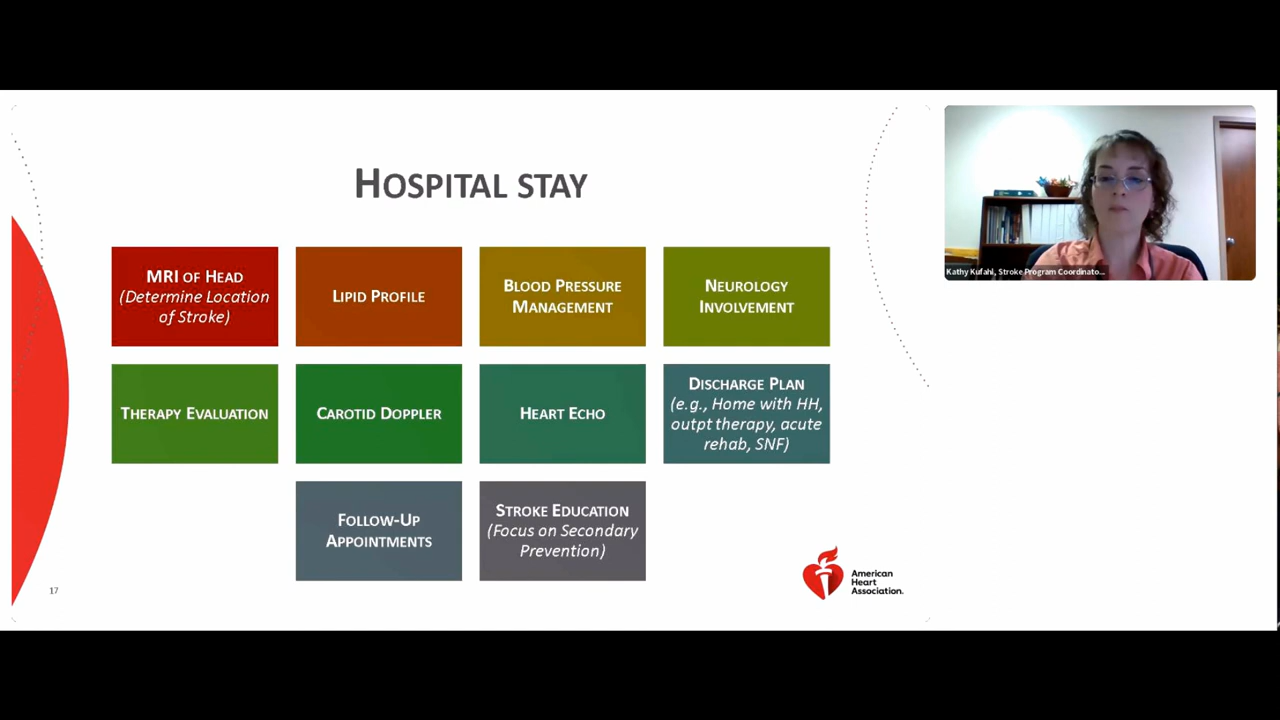 HOSPITAL STAY
MRI OF HEAD
(Determine Location
of Stroke)
LIPID PROFILE
BLOOD PRESSURE
MANAGEMENT
NEUROLOGY
INVOLVEMENT
THERAPY EVALUATION
CAROTID DOPPLER
HEART ECHO
DISCHARGE PLAN
(e.g., Home with HH,
outpt therapy, acute
rehab, SNF)
FOLLOW-UP
APPOINTMENTS
STROKE EDUCATION
(Focus on Secondary
Prevention)
17
American
Heart
Association.
Kathy Kufahl, Stroke Program Coordinato...